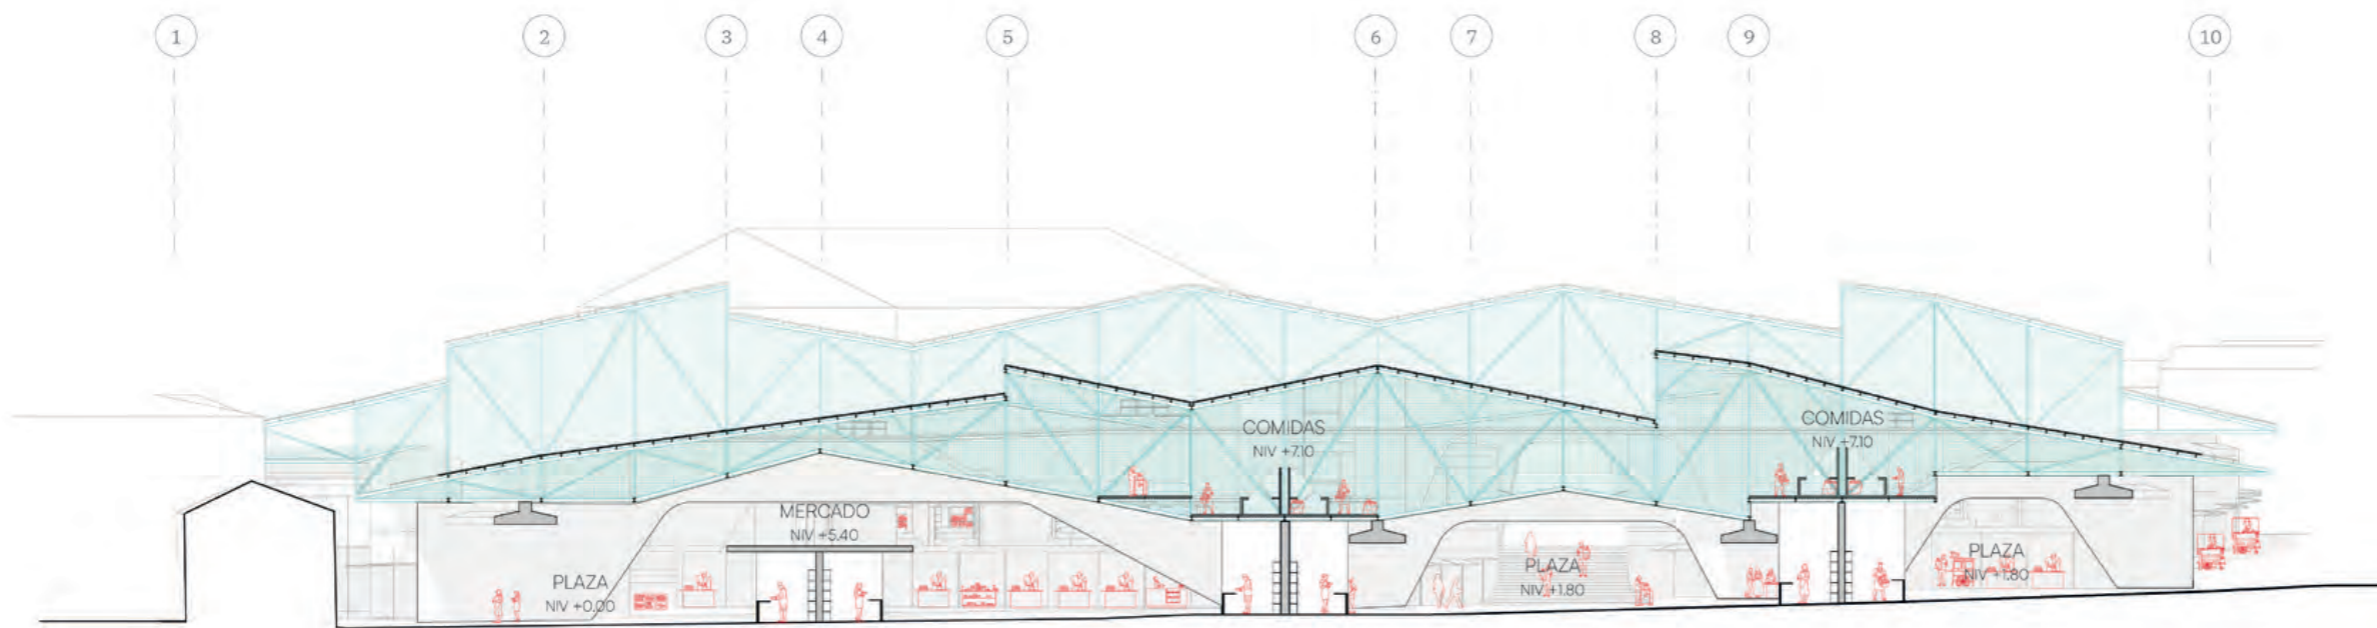 1
2
3
4
5
6
7
8
9
10
COMIDAS
NIV +7.10
COMIDAS
NIV +7.10
MERCADO
NIV +5.40
PLAZA
NIV +0.00
PLAZA
NIV +1.80
PLAZA
NIV +1.80